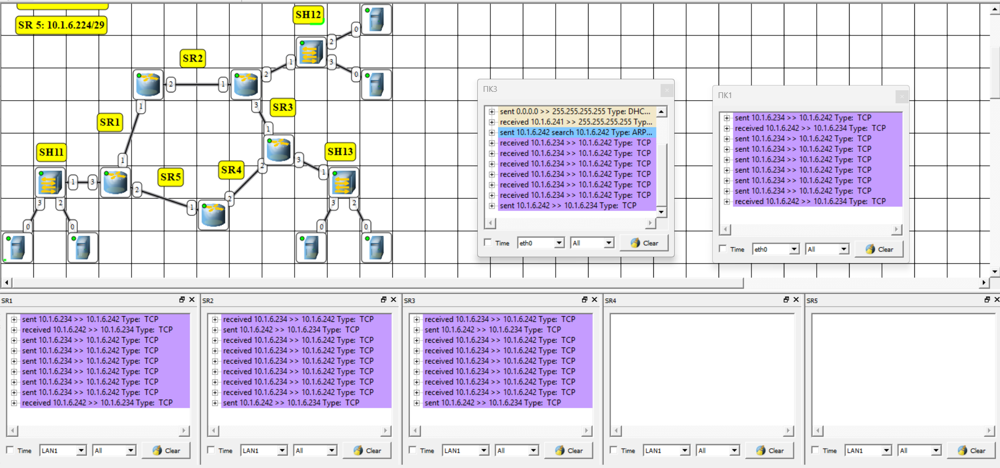 SR 5: 10.1.6.224/29
SH12
2
0
1
3
0
SR2
2
1
2
1
3
SR3
1
SR1
SH11
1
SH13
3
1
SR4
2
SR5
1
3
2
2
1
3
2
3
2
0
0
0
0
ПК3
sent 0.0.0.0 >> 255.255.255.255 Type: DHC...
received 10.1.6.241 >> 255.255.255.255 Typ...
sent 10.1.6.242 search 10.1.6.242 Type: ARP...
received 10.1.6.234 >> 10.1.6.242 Type: TCP
received 10.1.6.234 >> 10.1.6.242 Type: TCP
received 10.1.6.234 >> 10.1.6.242 Type: TCP
received 10.1.6.234 >> 10.1.6.242 Type: TCP
received 10.1.6.234 >> 10.1.6.242 Type: TCP
received 10.1.6.234 >> 10.1.6.242 Type: TCP
sent 10.1.6.242 >> 10.1.6.234 Type: TCP
Time eth0 All Clear
ПК1
sent 10.1.6.234 >> 10.1.6.242 Type: TCP
received 10.1.6.242 >> 10.1.6.234 Type: TCP
sent 10.1.6.234 >> 10.1.6.242 Type: TCP
sent 10.1.6.234 >> 10.1.6.242 Type: TCP
sent 10.1.6.234 >> 10.1.6.242 Type: TCP
sent 10.1.6.234 >> 10.1.6.242 Type: TCP
sent 10.1.6.234 >> 10.1.6.242 Type: TCP
sent 10.1.6.234 >> 10.1.6.242 Type: TCP
received 10.1.6.242 >> 10.1.6.234 Type: TCP
Time eth0 All Clear
SR1
sent 10.1.6.234 >> 10.1.6.242 Type: TCP
received 10.1.6.242 >> 10.1.6.234 Type: TCP
sent 10.1.6.234 >> 10.1.6.242 Type: TCP
sent 10.1.6.234 >> 10.1.6.242 Type: TCP
sent 10.1.6.234 >> 10.1.6.242 Type: TCP
sent 10.1.6.234 >> 10.1.6.242 Type: TCP
sent 10.1.6.234 >> 10.1.6.242 Type: TCP
sent 10.1.6.234 >> 10.1.6.242 Type: TCP
received 10.1.6.242 >> 10.1.6.234 Type: TCP
Time LAN1 All Clear
SR2
received 10.1.6.234 >> 10.1.6.242 Type: TCP
sent 10.1.6.242 >> 10.1.6.234 Type: TCP
received 10.1.6.234 >> 10.1.6.242 Type: TCP
received 10.1.6.234 >> 10.1.6.242 Type: TCP
received 10.1.6.234 >> 10.1.6.242 Type: TCP
received 10.1.6.234 >> 10.1.6.242 Type: TCP
received 10.1.6.234 >> 10.1.6.242 Type: TCP
received 10.1.6.234 >> 10.1.6.242 Type: TCP
sent 10.1.6.242 >> 10.1.6.234 Type: TCP
Time LAN1 All Clear
SR3
received 10.1.6.234 >> 10.1.6.242 Type: TCP
sent 10.1.6.242 >> 10.1.6.234 Type: TCP
received 10.1.6.234 >> 10.1.6.242 Type: TCP
received 10.1.6.234 >> 10.1.6.242 Type: TCP
received 10.1.6.234 >> 10.1.6.242 Type: TCP
received 10.1.6.234 >> 10.1.6.242 Type: TCP
received 10.1.6.234 >> 10.1.6.242 Type: TCP
received 10.1.6.234 >> 10.1.6.242 Type: TCP
sent 10.1.6.242 >> 10.1.6.234 Type: TCP
Time LAN1 All Clear
SR4
Time LAN1 All Clear
SR5
Time LAN1 All Clear